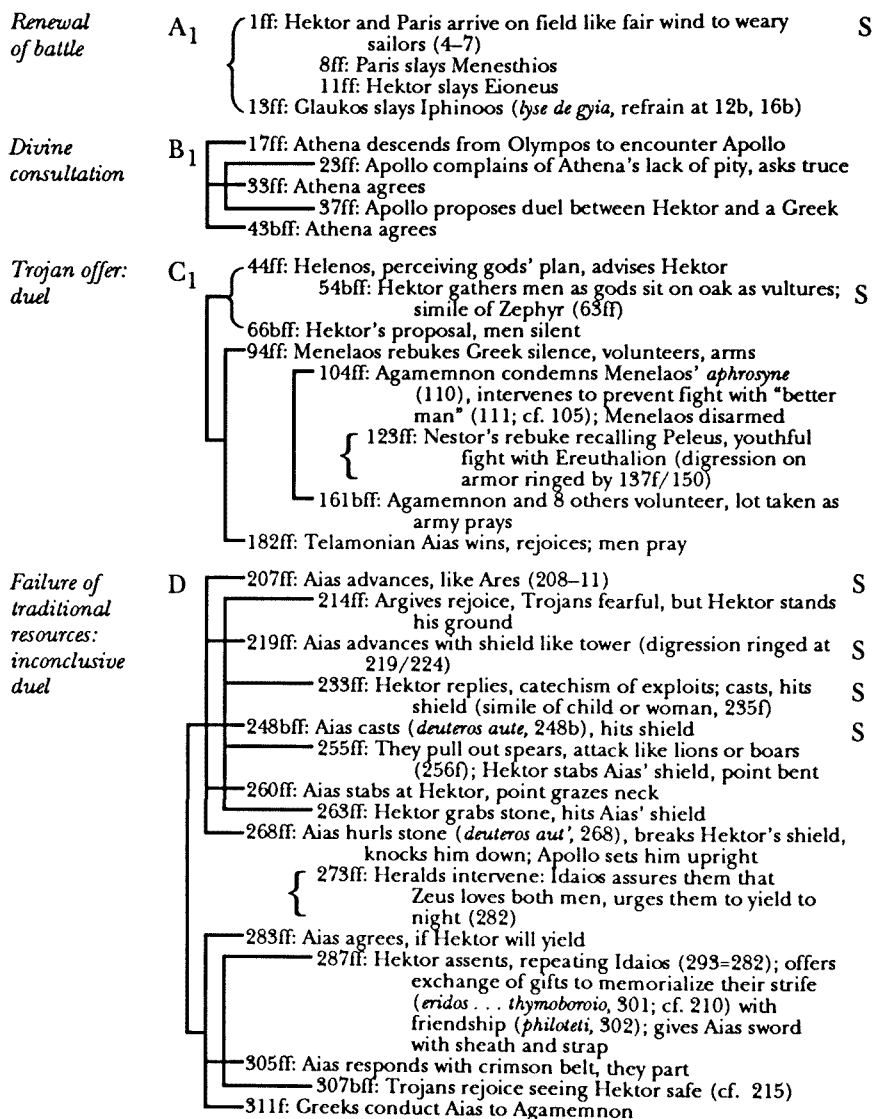 Renewal of battle A1 1ff: Hektor and Paris arrive on field like fair wind to weary S
sailors (4–7)
8ff: Paris slays Menesthios
11ff: Hektor slays Eioneus
13ff: Glaukos slays Iphinoos (lyse de gyia, refrain at 12b, 16b)
Divine consultation B1 17ff: Athena descends from Olympos to encounter Apollo
23ff: Apollo complains of Athena's lack of pity, asks truce
33ff: Athena agrees
37ff: Apollo proposes duel between Hektor and a Greek
43bff: Athena agrees
Trojan offer: duel C1 44ff: Helenos, perceiving gods' plan, advises Hektor
54bff: Hektor gathers men as gods sit on oak as vultures; S
simile of Zephyr (63ff)
66bff: Hektor's proposal, men silent
94ff: Menelaos rebukes Greek silence, volunteers, arms
104ff: Agamemnon condemns Menelaos' aphrosyne
(110), intervenes to prevent fight with "better
man" (111; cf. 105); Menelaos disarmed
123ff: Nestor's rebuke recalling Peleus, youthful
fight with Ereuthalion (digression on
armor ringed by 137f/150)
161bff: Agamemnon and 8 others volunteer, lot taken as
army prays
182ff: Telamonian Aias wins, rejoices; men pray
Failure of traditional resources: inconclusive duel D 207ff: Aias advances, like Ares (208–11) S
214ff: Argives rejoice, Trojans fearful, but Hektor stands
his ground
219ff: Aias advances with shield like tower (digression ringed at S
219/224)
233ff: Hektor replies, catechism of exploits; casts, hits S
shield (simile of child or woman, 235f)
248bff: Aias casts (deuteros aute, 248b), hits shield S
255ff: They pull out spears, attack like lions or boars
(256f); Hektor stabs Aias' shield, point bent
260ff: Aias stabs at Hektor, point grazes neck
263ff: Hektor grabs stone, hits Aias' shield
268ff: Aias hurls stone (deuteros aut', 268), breaks Hektor's shield,
knocks him down; Apollo sets him upright
273ff: Heralds intervene: Idaios assures them that
Zeus loves both men, urges them to yield to
night (282)
283ff: Aias agrees, if Hektor will yield
287ff: Hektor assents, repeating Idaios (293=282); offers
exchange of gifts to memorialize their strife
(eridos . . . thymoboroio, 301; cf. 210) with
friendship (philoteti, 302); gives Aias sword
with sheath and strap
305ff: Aias responds with crimson belt, they part
307bff: Trojans rejoice seeing Hektor safe (cf. 215)
311f: Greeks conduct Aias to Agamemnon